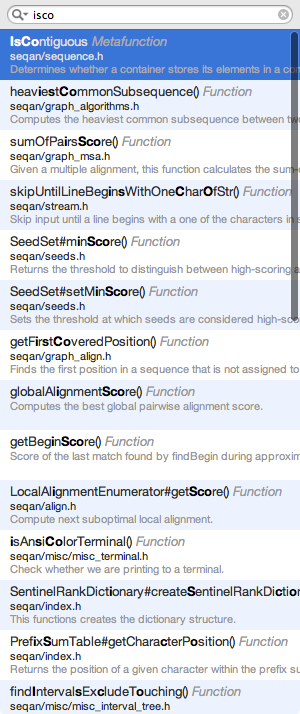 isco
IsContiguous Metafunction
seqan/sequence.h
Determines whether a container stores its elements in a con
heaviestCommonSubsequence() Function
seqan/graph_algorithms.h
Computes the heaviest common subsequence between tw
sumOfPairsScore() Function
seqan/graph_msa.h
Given a multiple alignment, this function calculates the sum-o
skipUntilLineBeginsWithOneCharOfStr() Function
seqan/stream.h
Skip input until a line begins with a one of the characters in s
SeedSet#minScore() Function
seqan/seeds.h
Returns the threshold to distinguish between high-scoring a
SeedSet#setMinScore() Function
seqan/seeds.h
Sets the threshold at which seeds are considered high-sco
getFirstCoveredPosition() Function
seqan/graph_align.h
Finds the first position in a sequence that is not assigned to
globalAlignmentScore() Function
Computes the best global pairwise alignment score.
getBeginScore() Function
Score of the last match found by findBegin during approxim
LocalAlignmentEnumerator#getScore() Function
seqan/align.h
Compute next suboptimal local alignment.
isAnsiColorTerminal() Function
seqan/misc/misc_terminal.h
Check whether we are printing to a terminal.
SentinelRankDictionary#createSentinelRankDictio
seqan/index.h
This functions creates the dictionary structure.
PrefixSumTable#getCharacterPosition() Function
seqan/index.h
Returns the position of a given character within the prefix su
findIntervalsExcludeTouching() Function
seqan/misc/misc_interval_tree.h